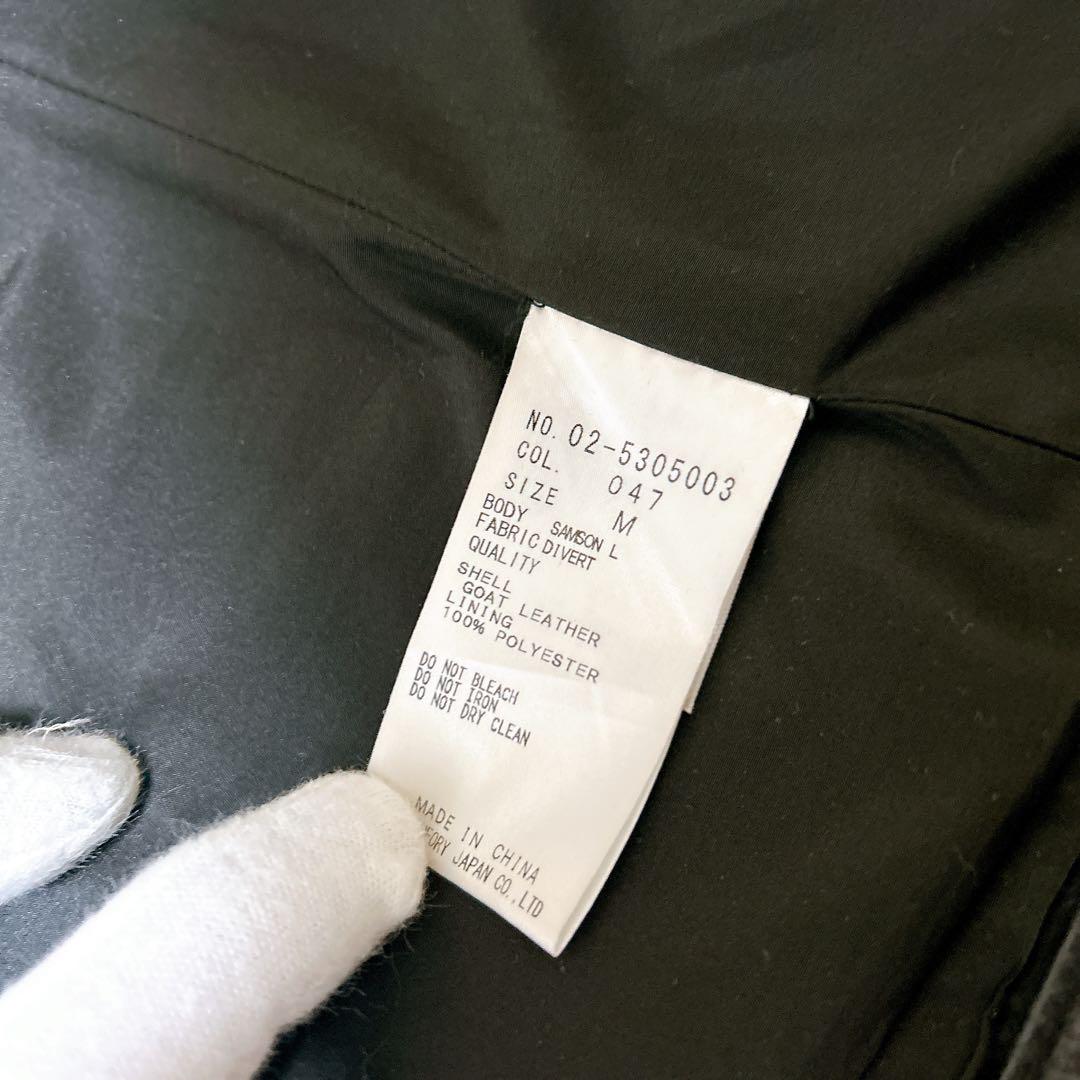 NO. 02-5305003
COL. 047
SIZE M
BODY SAMSON L
FABRIC DIVERT
QUALITY
SHELL
GOAT LEATHER
LINING
100% POLYESTER
DO NOT BLEACH
DO NOT IRON
DO NOT DRY CLEAN
MADE IN CHINA
JAPAN CO.,LTD